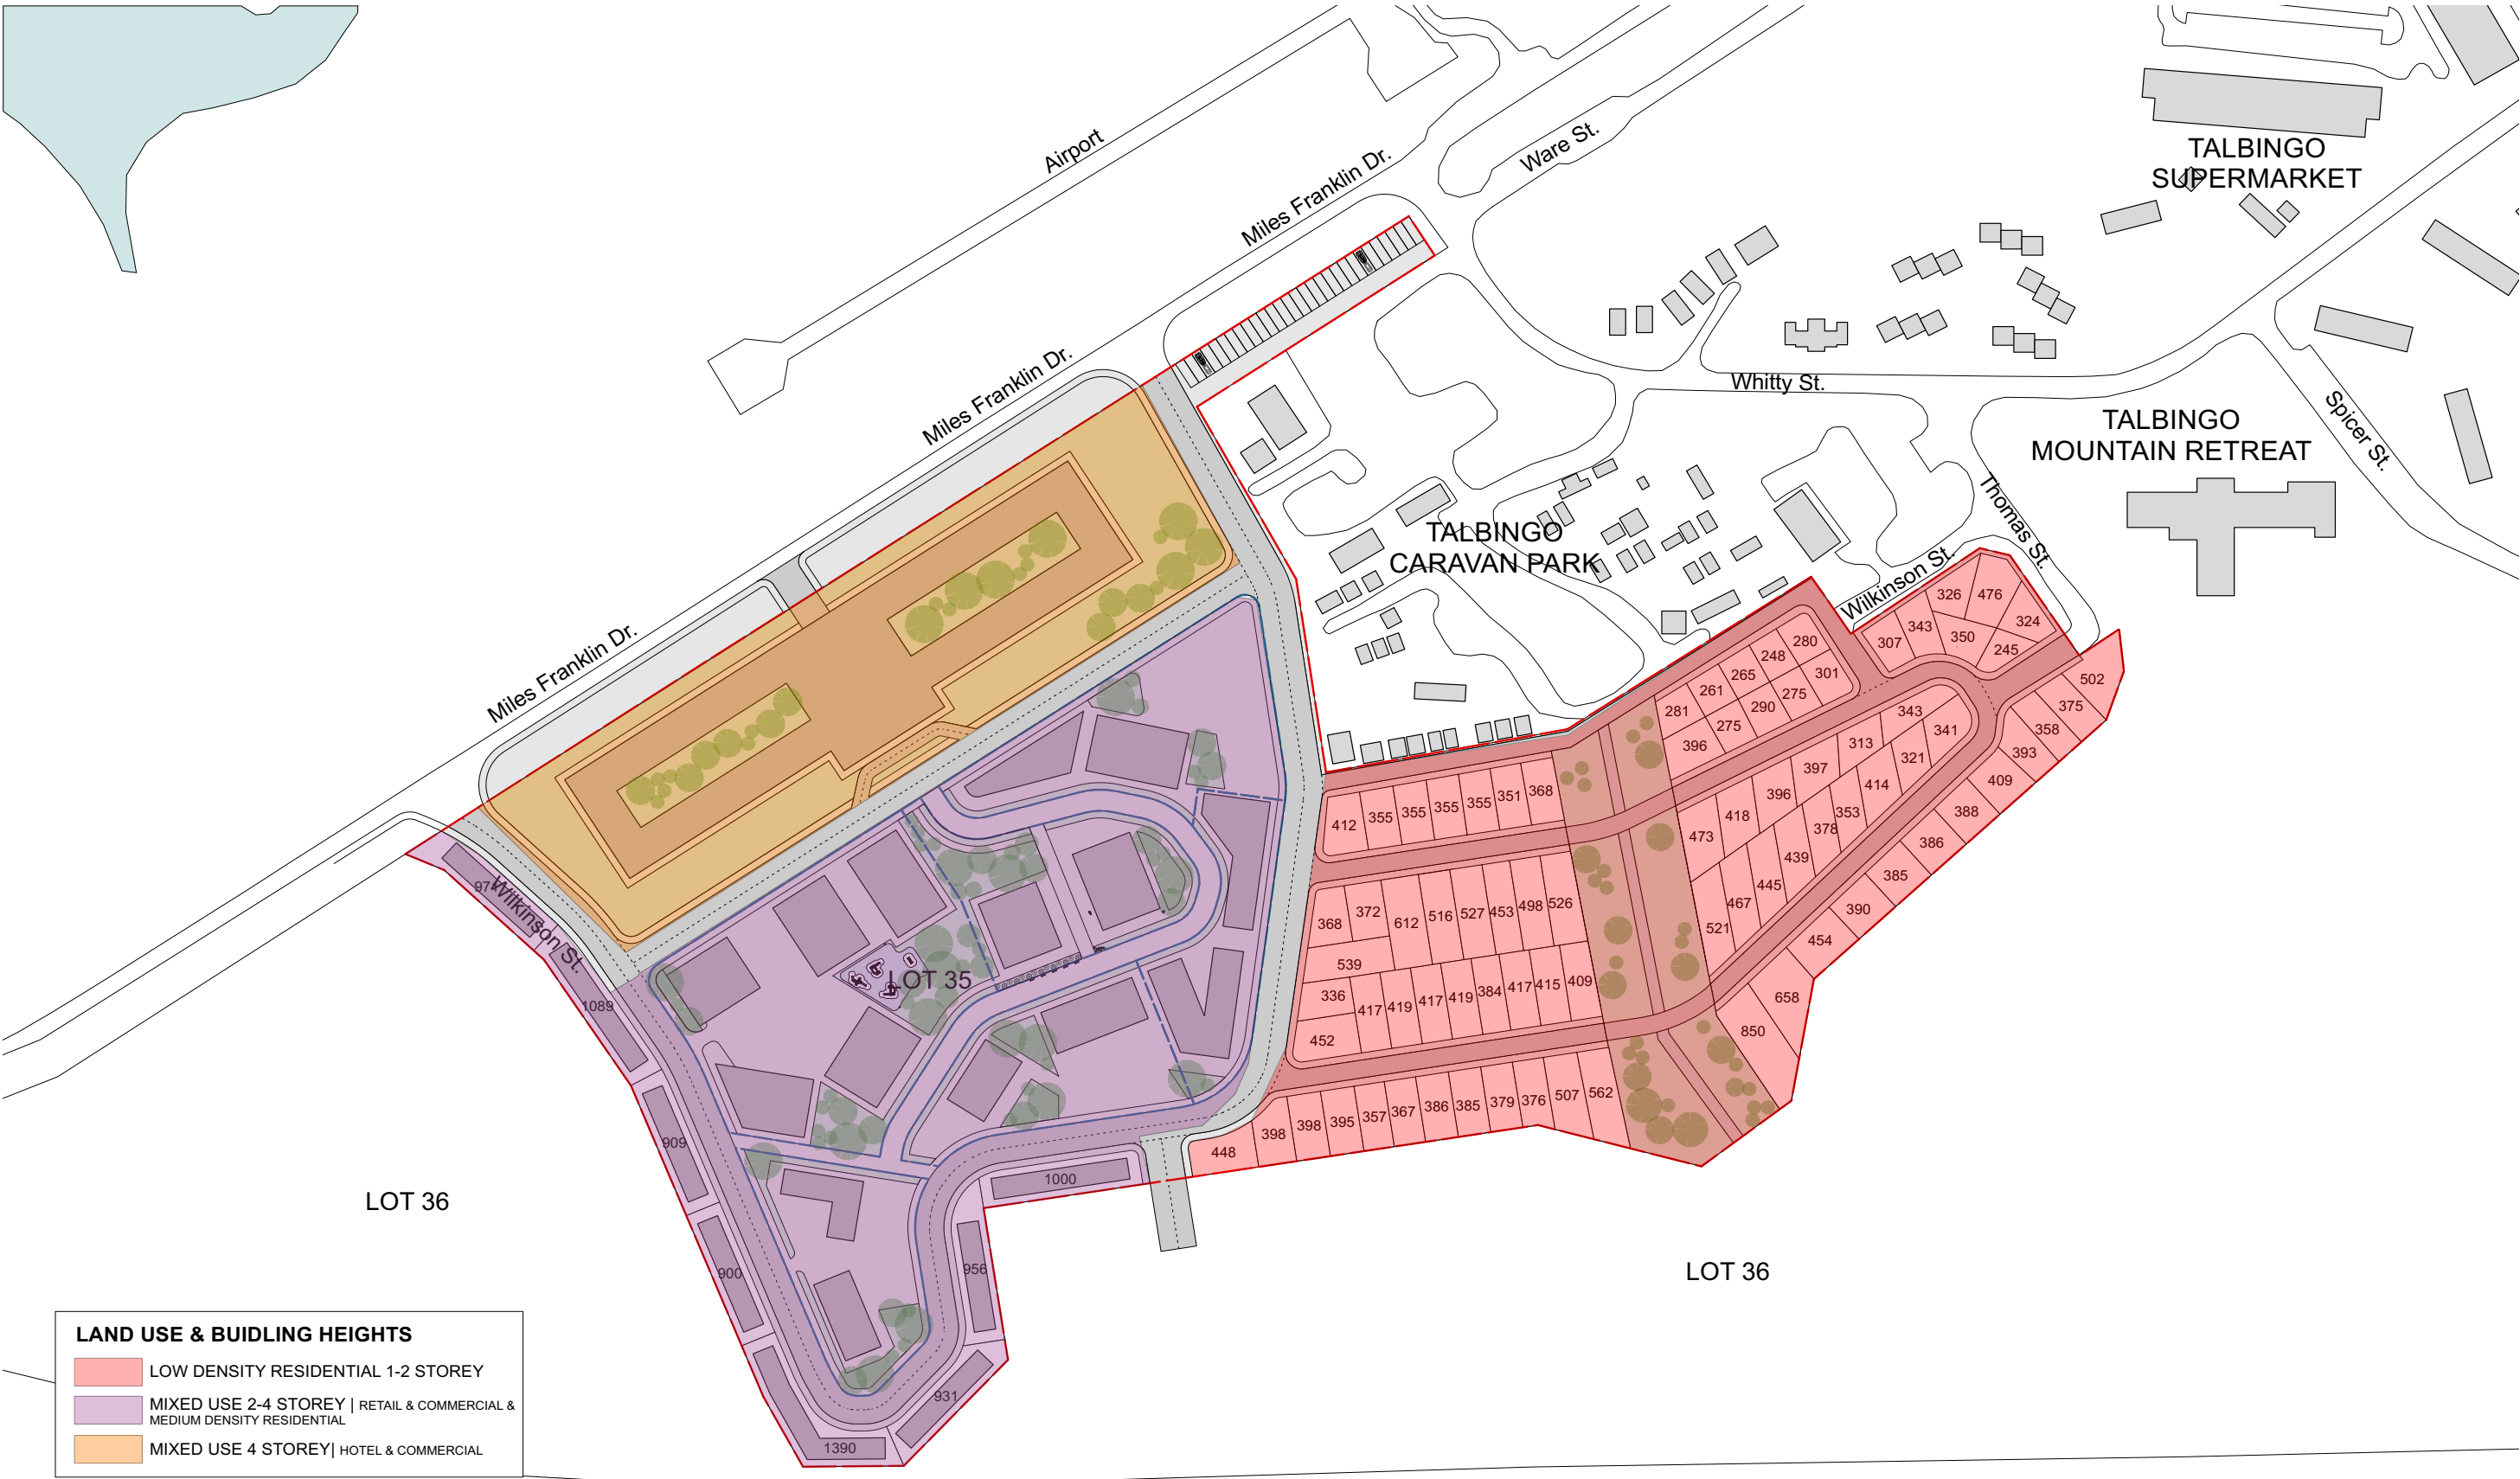 Airport
Miles Franklin Dr.
Ware St.
TALBINGO
SUPERMARKET
Miles Franklin Dr.
Whitty St.
TALBINGO
MOUNTAIN RETREAT
Spicer St.
Thomas St.
TALBINGO
CARAVAN PARK
Wilkinson St.
Miles Franklin Dr.
326 476
307 343 350 324
245
502
375
358
393
409
388
386
385
390
454
658
850
280
248
265
261
281
301
275
290
275
396
343
341
313
321
397
414
396
353
418
378
473
439
445
467
521
412 355 355 355 355 351 368
368 372 612 516 527 453 498 526
539
336 417 419 417 419 384 417 415 409
452
448 398 398 395 357 367 386 385 379 376 507 562
Wilkinson St.
LOT 35
1089
909
900
1000
956
931
1390
LOT 36
LOT 36
LAND USE & BUIDLING HEIGHTS
LOW DENSITY RESIDENTIAL 1-2 STOREY
MIXED USE 2-4 STOREY | RETAIL & COMMERCIAL &
MEDIUM DENSITY RESIDENTIAL
MIXED USE 4 STOREY| HOTEL & COMMERCIAL